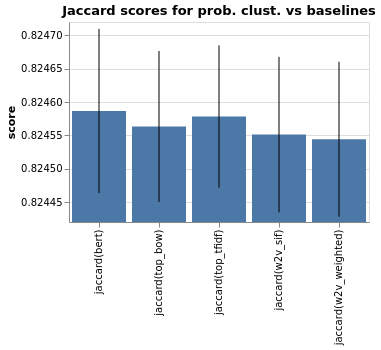 Jaccard scores for prob. clust. vs baselines
0.82470
0.82465
0.82460
0.82455
0.82450
0.82445
score
jaccard(bert)
jaccard(top_bow)
jaccard(top_tfidf)
jaccard(w2v_sif)
jaccard(w2v_weighted)